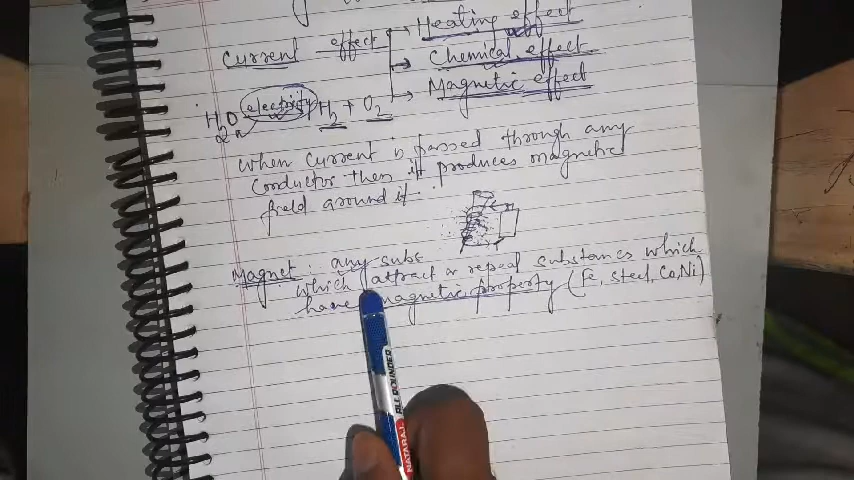 Heating effect
Current effect
Chemical effect
Magnetic effect
H2O electricity H2 + O2
When current is passed through any
conductor then it produces magnetic
field around it.
Magnet : any subs
which attract or repeal substances which
have magnetic property (Fe, Steel, Co, Ni)
ALL ROUNDER
NATARAJ